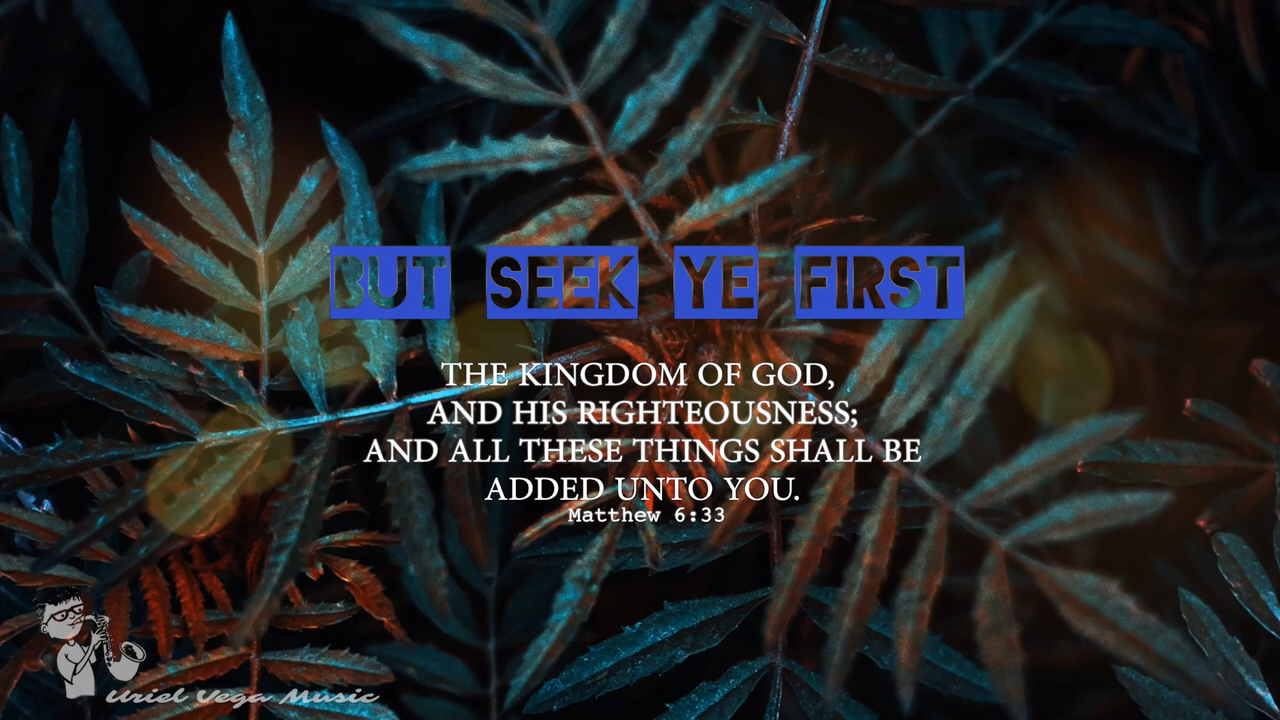 BUT SEEK YE FIRST
THE KINGDOM OF GOD,
AND HIS RIGHTEOUSNESS;
AND ALL THESE THINGS SHALL BE
ADDED UNTO YOU.
Matthew 6:33
Uriel Vega Music